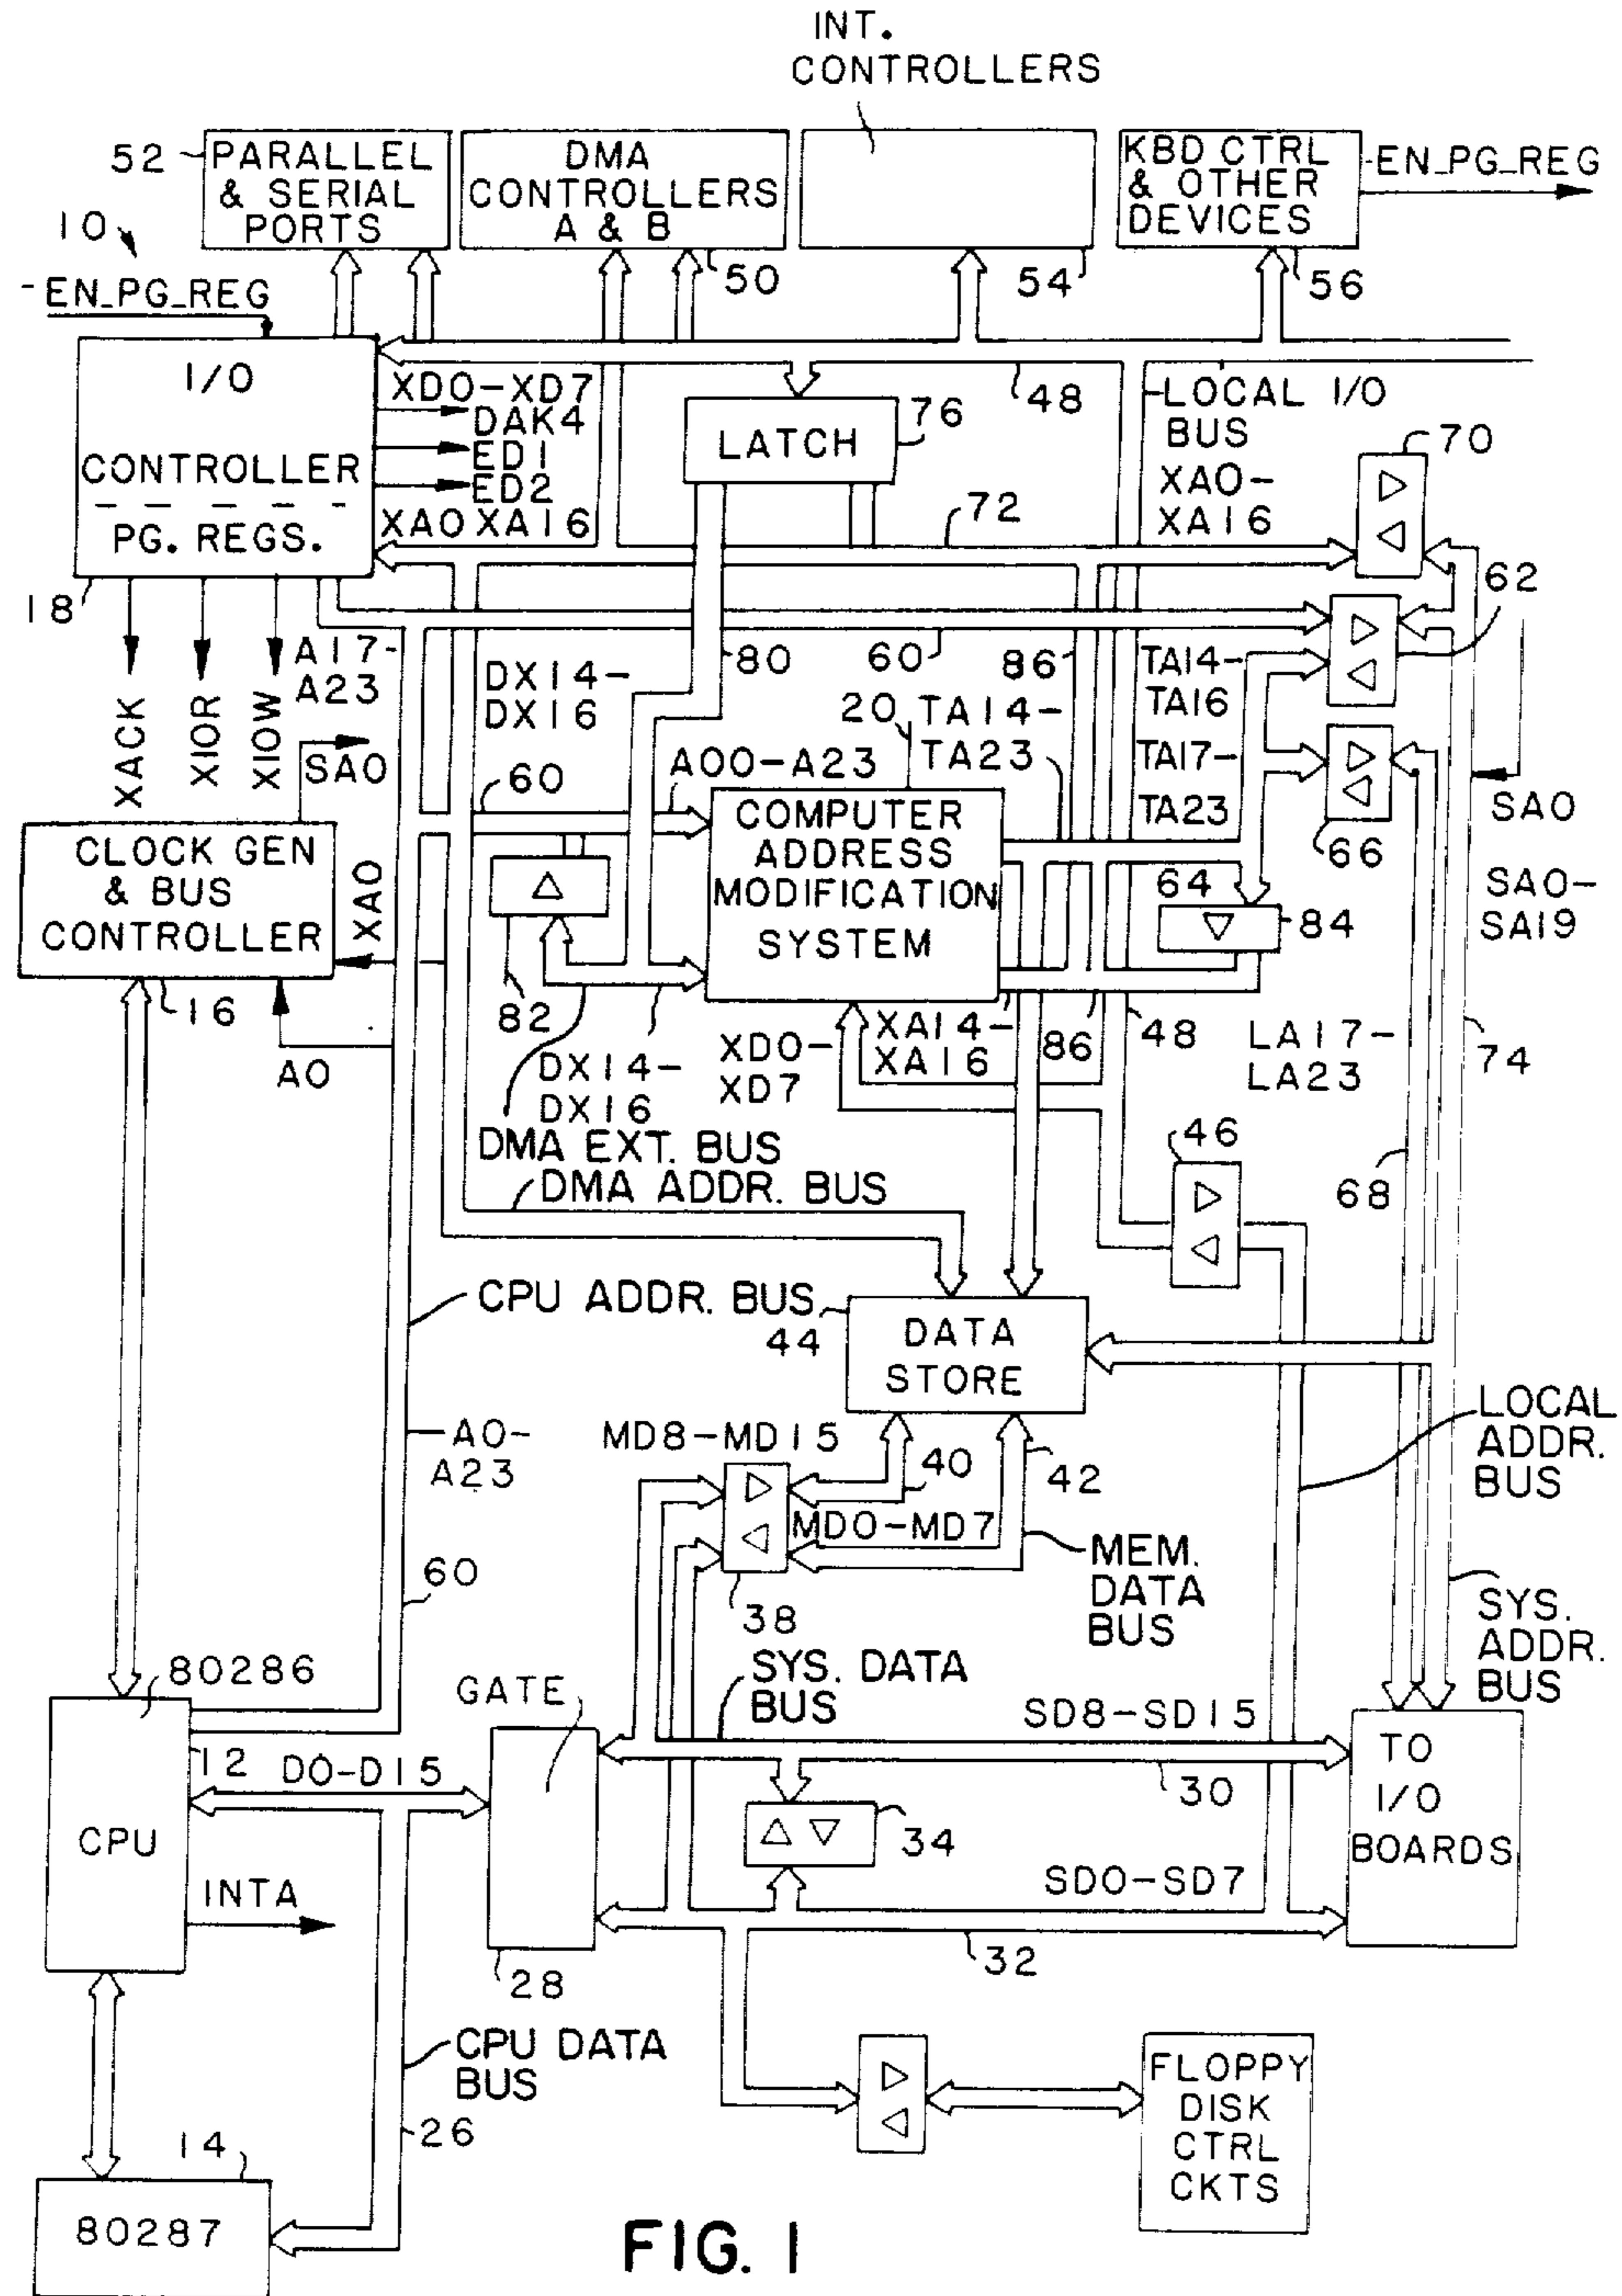 INT.
CONTROLLERS
52
PARALLEL
& SERIAL
PORTS
DMA
CONTROLLERS
A & B
50
54
KBD CTRL
& OTHER
DEVICES
56
-EN_PG_REG
10
-EN_PG_REG
I/O
CONTROLLER
PG. REGS.
18
XD0-XD7
DAK4
ED1
ED2
XA0 XA16
LATCH
76
48
LOCAL I/O
BUS
XA0-
XA16
70
72
62
XACK
XIOR
XIOW
A17-
A23
SA0
DX14-
DX16
80
60
86
TA14-
TA16
20
TA14-
TA23
TA17-
TA23
66
SA0
SA0-
SA19
CLOCK GEN
& BUS
CONTROLLER
16
XA0
A0
60
A00-A23
COMPUTER
ADDRESS
MODIFICATION
SYSTEM
64
84
82
DX14-
DX16
XD0-
XD7
XA14-
XA16
86
48
LA17-
LA23
74
DMA EXT. BUS
DMA ADDR. BUS
46
68
CPU ADDR. BUS
44
DATA
STORE
A0-
A23
MD8-MD15
40
42
MD0-MD7
38
MEM.
DATA
BUS
LOCAL
ADDR.
BUS
60
SYS.
ADDR.
BUS
80286
12
CPU
D0-D15
INTA
GATE
28
SYS. DATA
BUS
SD8-SD15
30
34
SD0-SD7
32
TO
I/O
BOARDS
CPU DATA
BUS
26
14
80287
FLOPPY
DISK
CTRL
CKTS
FIG. 1